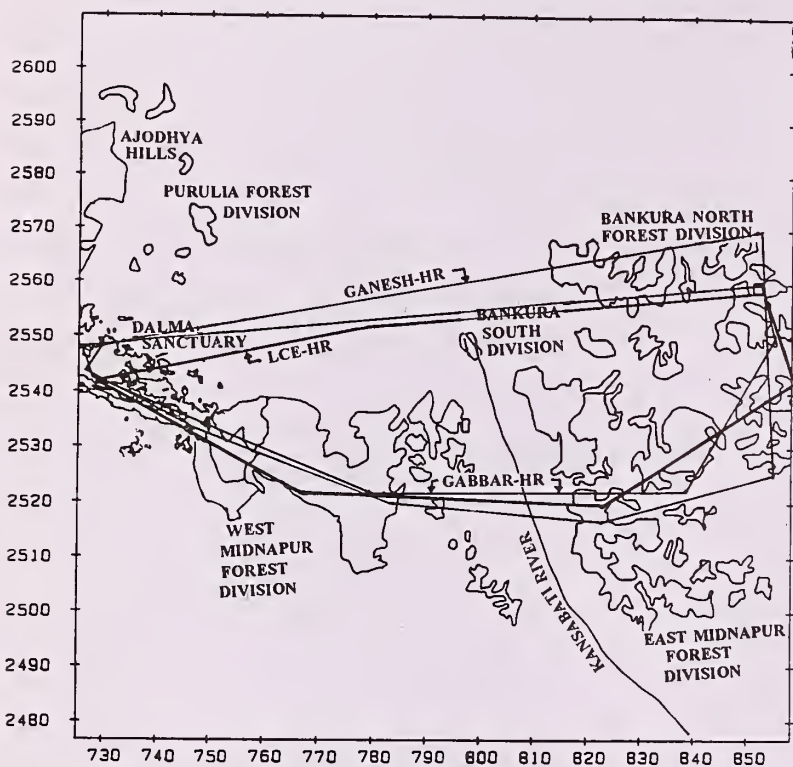 2600
2590
2580
2570
2560
2550
2540
2530
2520
2510
2500
2490
2480
AJODHYA
HILLS
PURULIA FOREST
DIVISION
BANKURA NORTH
FOREST DIVISION
GANESH-HR
DALMA
SANCTUARY
BANKURA
SOUTH
DIVISION
LCE-HR
GABBAR-HR
WEST
MIDNAPUR
FOREST
DIVISION
KANSABATI RIVER
EAST MIDNAPUR
FOREST
DIVISION
730 740 750 760 770 780 790 800 810 820 830 840 850